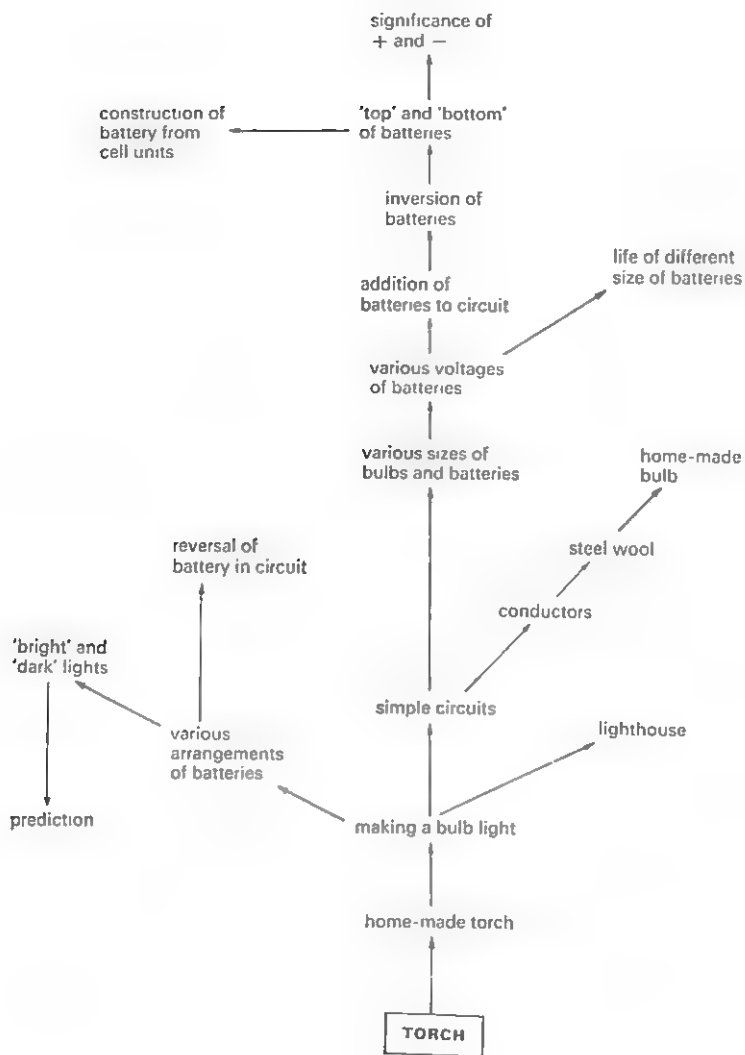 significance of
+ and −
construction of
battery from
cell units
'top' and 'bottom'
of batteries
inversion of
batteries
life of different
size of batteries
addition of
batteries to circuit
various voltages
of batteries
various sizes of
bulbs and batteries
home-made
bulb
reversal of
battery in circuit
steel wool
conductors
'bright' and
'dark' lights
simple circuits
lighthouse
various
arrangements
of batteries
prediction
making a bulb light
home-made torch
TORCH